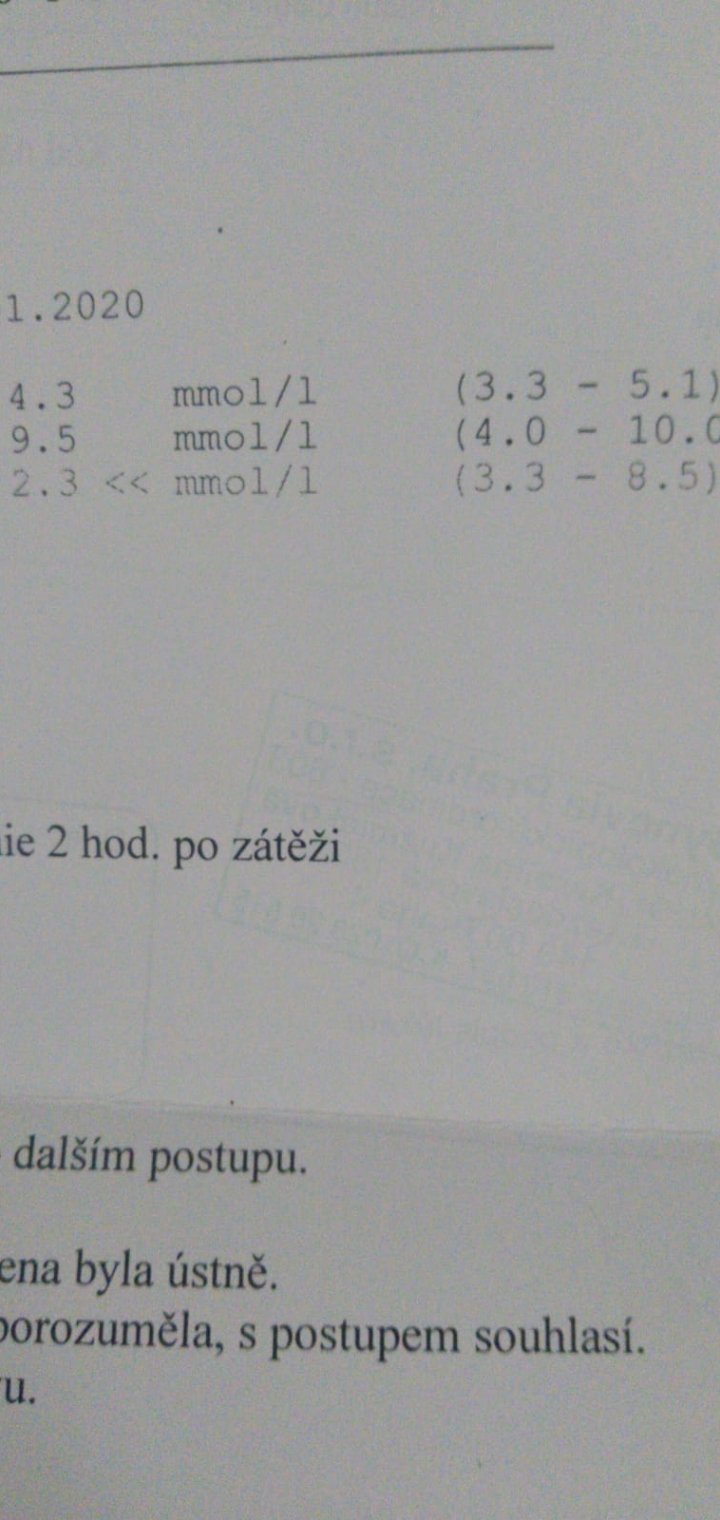 1.2020
4.3 mmol/l (3.3 - 5.1)
9.5 mmol/l (4.0 - 10.0
2.3 << mmol/l (3.3 - 8.5)
ie 2 hod. po zátěži
dalším postupu.
ena byla ústně.
porozuměla, s postupem souhlasí.
u.